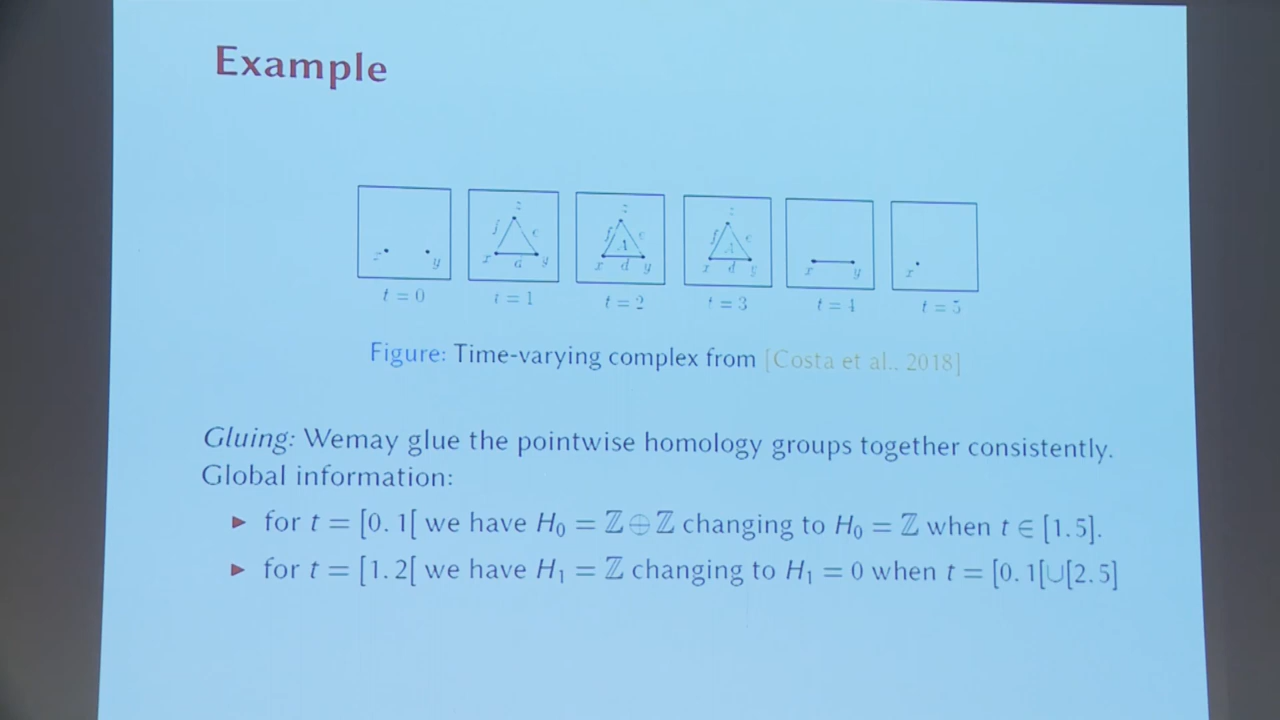 Example
z
z
z
f
e
f
e
f
e
A
A
x
y
x
d
y
x
d
y
x
d
y
x
y
x
t = 0
t = 1
t = 2
t = 3
t = 4
t = 5
Figure: Time-varying complex from [Costa et al., 2018]
Gluing: Wemay glue the pointwise homology groups together consistently.
Global information:
▶ for t = [0. 1[ we have H₀ = ℤ⊕ℤ changing to H₀ = ℤ when t ∈ [1.5].
▶ for t = [1. 2[ we have H₁ = ℤ changing to H₁ = 0 when t = [0. 1[∪[2. 5]